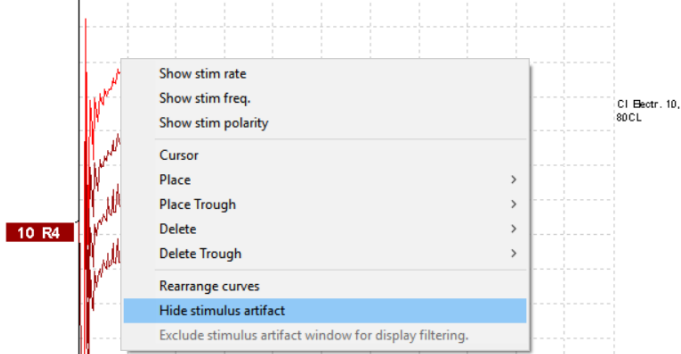 Show stim rate
Show stim freq.
CI Electr. 10,
80CL
Show stim polarity
Cursor
Place
Place Trough
Delete
10 R4
Delete Trough
Rearrange curves
Hide stimulus artifact
Exclude stimulus artifact window for display filtering.